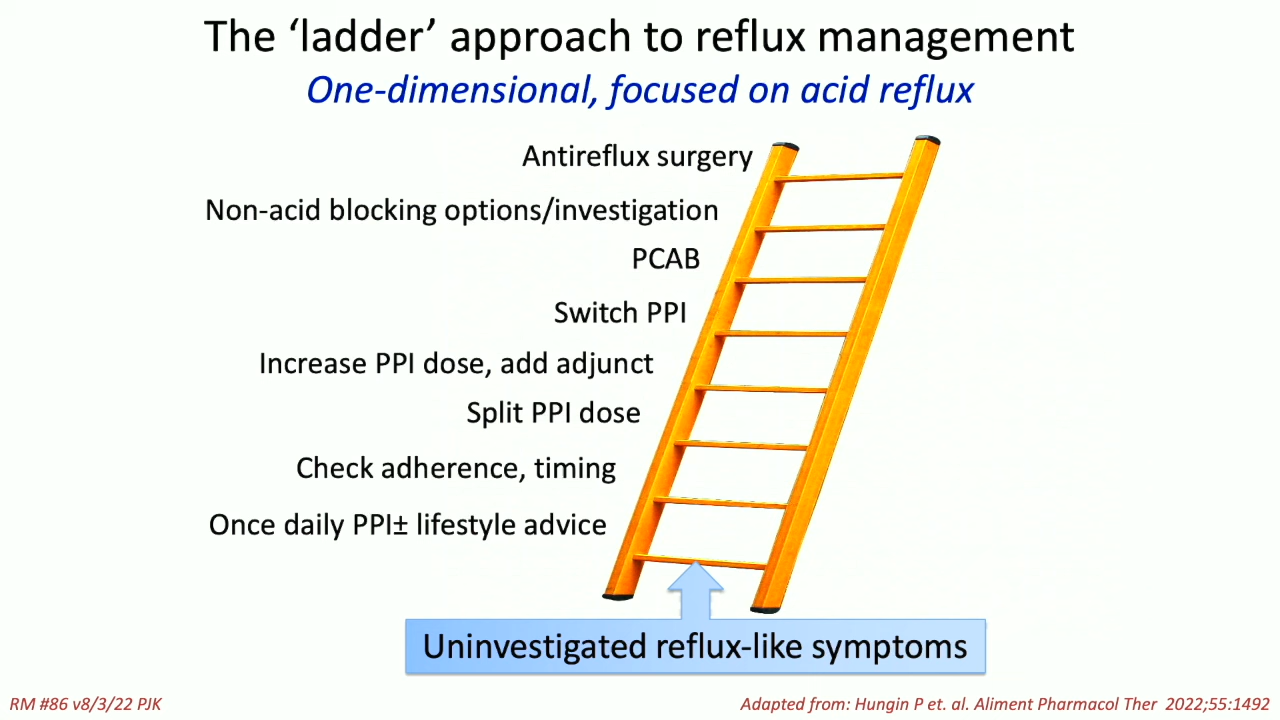 The ‘ladder’ approach to reflux management
One-dimensional, focused on acid reflux
Antireflux surgery
Non-acid blocking options/investigation
PCAB
Switch PPI
Increase PPI dose, add adjunct
Split PPI dose
Check adherence, timing
Once daily PPI± lifestyle advice
Uninvestigated reflux-like symptoms
RM #86 v8/3/22 PJK
Adapted from: Hungin P et. al. Aliment Pharmacol Ther 2022;55:1492